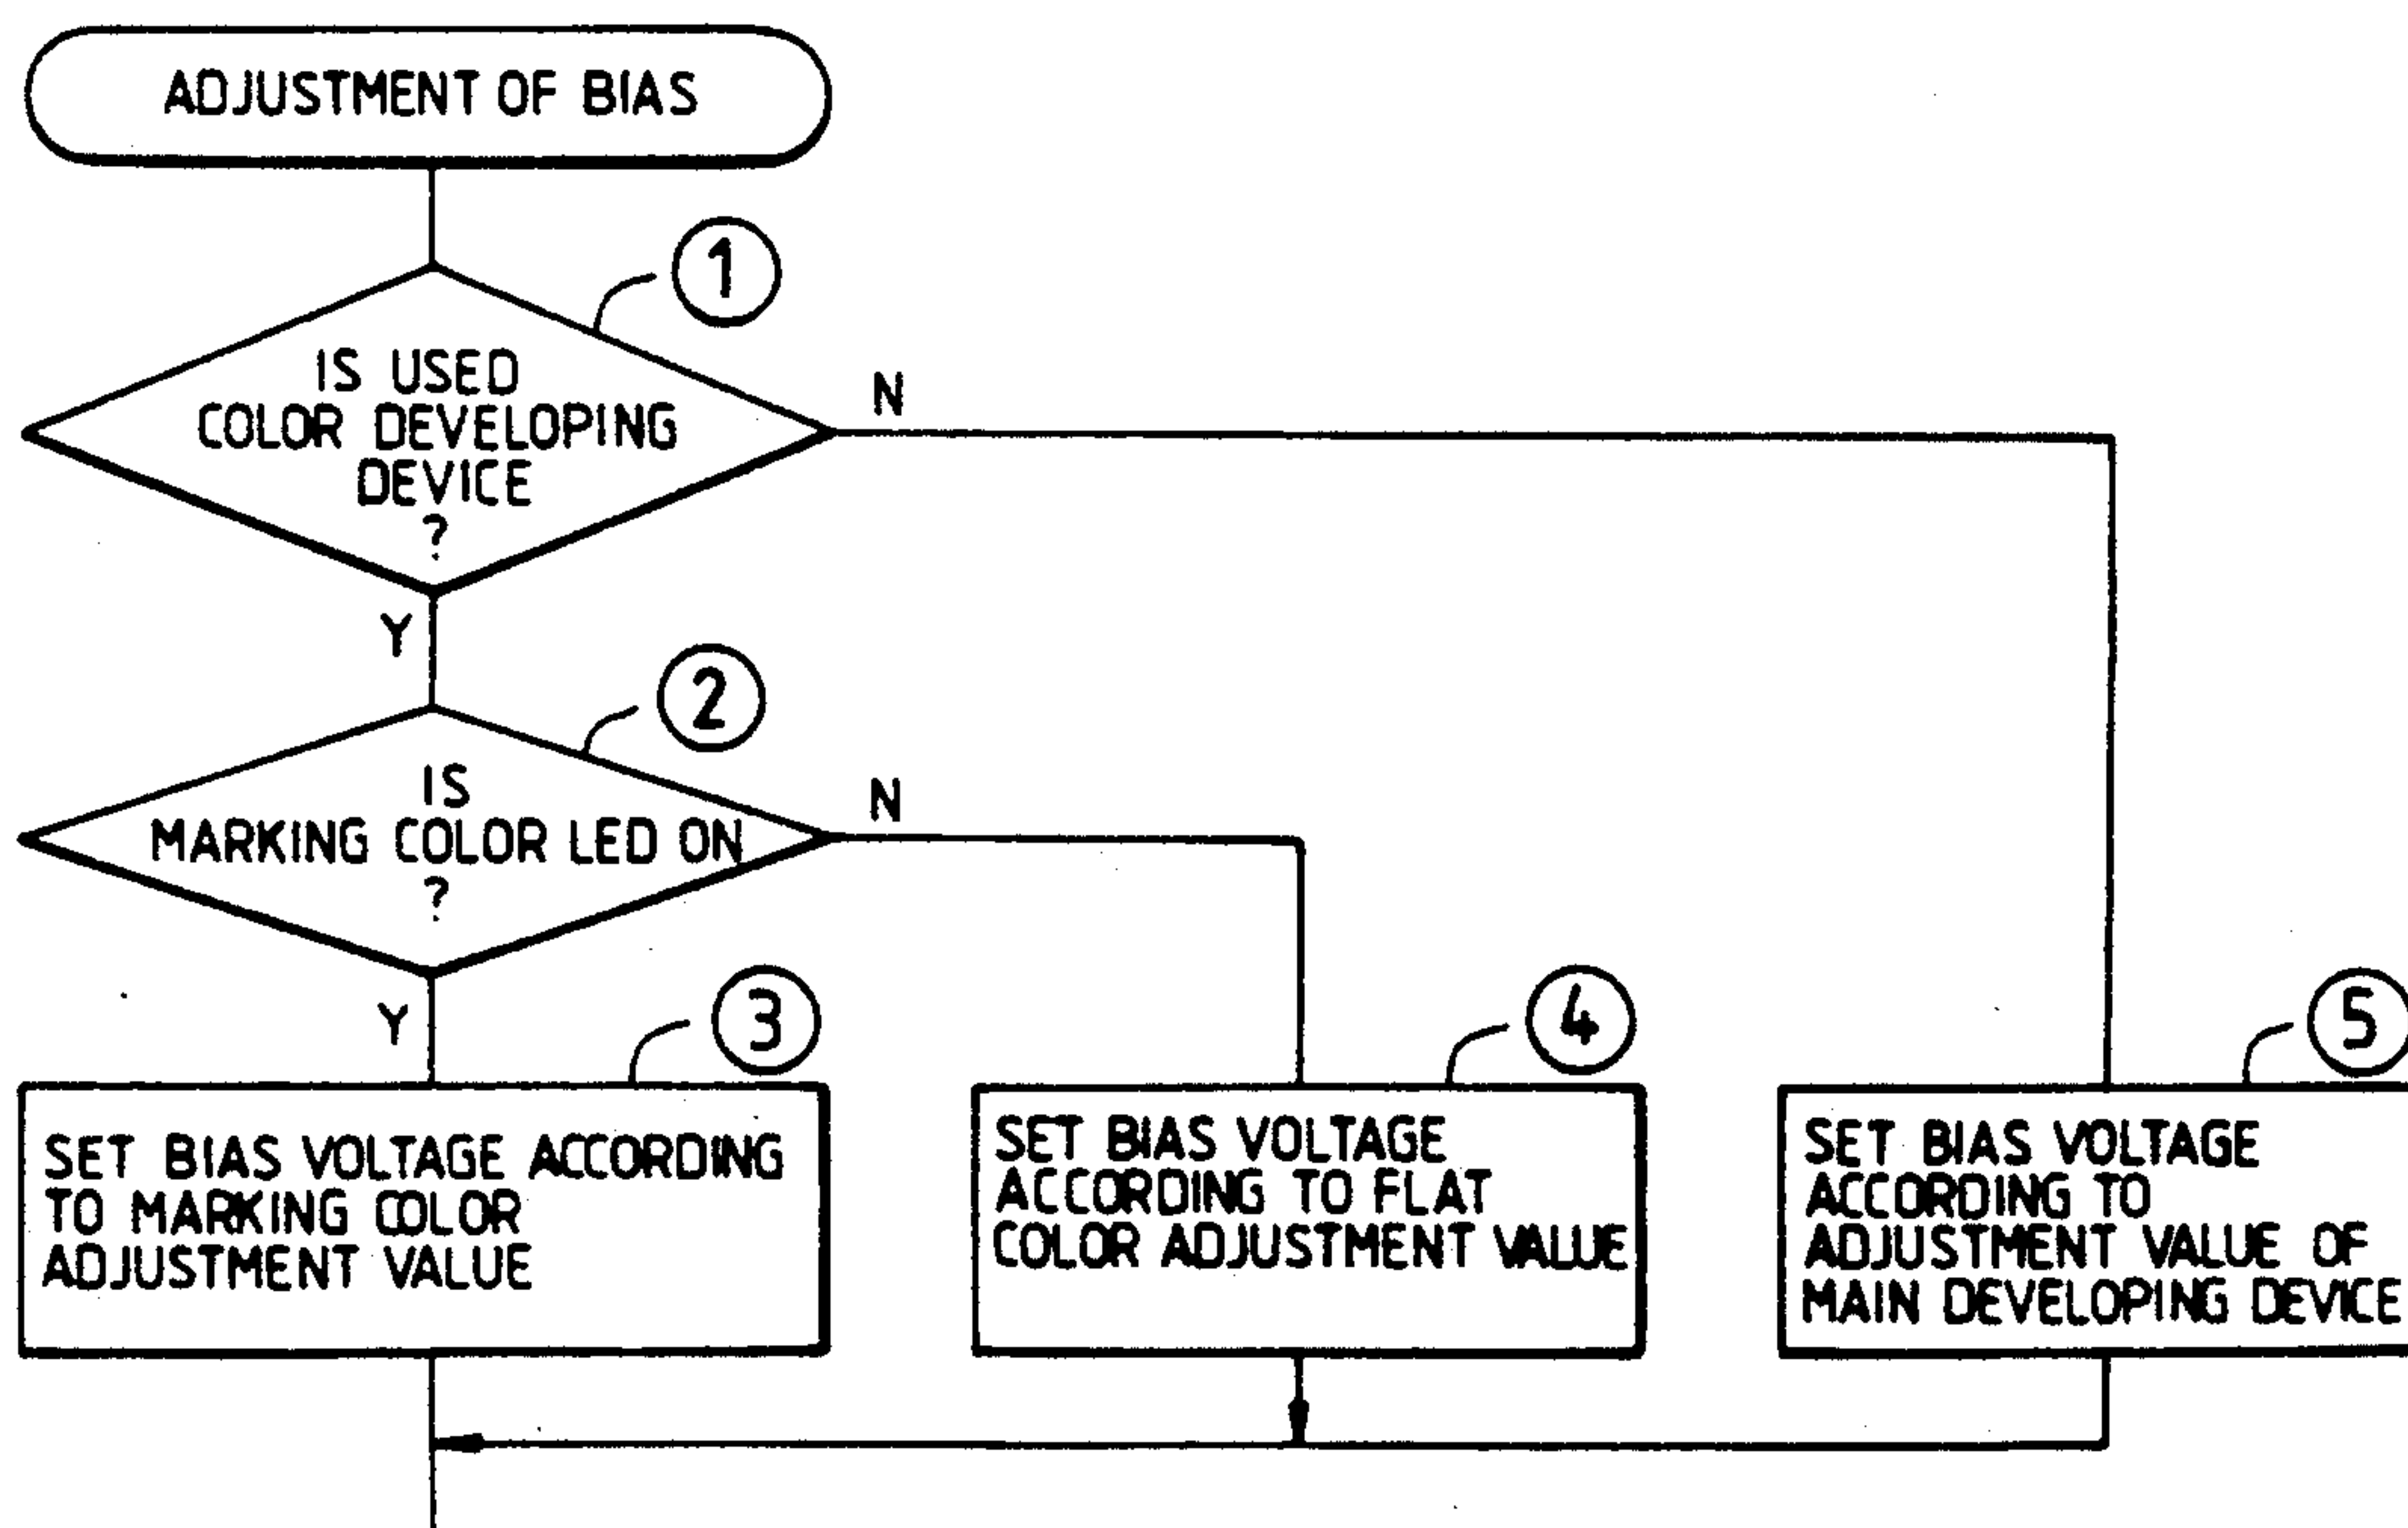 ADJUSTMENT OF BIAS
1
IS USED
COLOR DEVELOPING
DEVICE
?
N
Y
2
IS
MARKING COLOR LED ON
?
N
Y
3
SET BIAS VOLTAGE ACCORDING
TO MARKING COLOR
ADJUSTMENT VALUE
4
SET BIAS VOLTAGE
ACCORDING TO FLAT
COLOR ADJUSTMENT VALUE
5
SET BIAS VOLTAGE
ACCORDING TO
ADJUSTMENT VALUE OF
MAIN DEVELOPING DEVICE